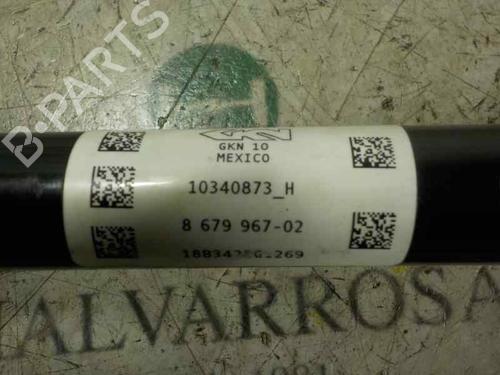 B-PARTS
GKN 10
MEXICO
10340873_H
8 679 967-02
ALVARROSA